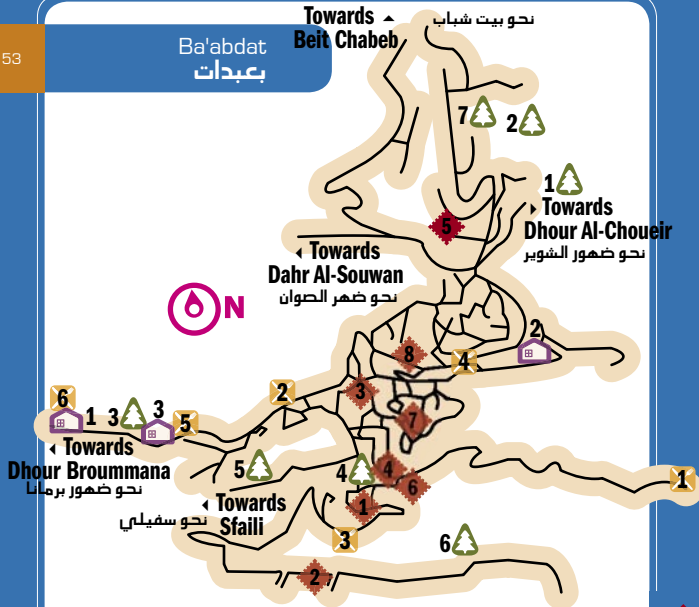 53
Ba'abdat
بعبدات
Towards
Beit Chabeb
نحو بيت شباب
7
2
1
Towards
Dhour Al-Choueir
نحو ضهور الشوير
5
Towards
Dahr Al-Souwan
نحو ضهر الصوان
N
2
8
4
3
2
7
6
1
3
3
5
Towards
Dhour Broummana
نحو ضهور برمانا
5
4
4
6
1
1
Towards
Sfaili
نحو سفيلي
3
6
2